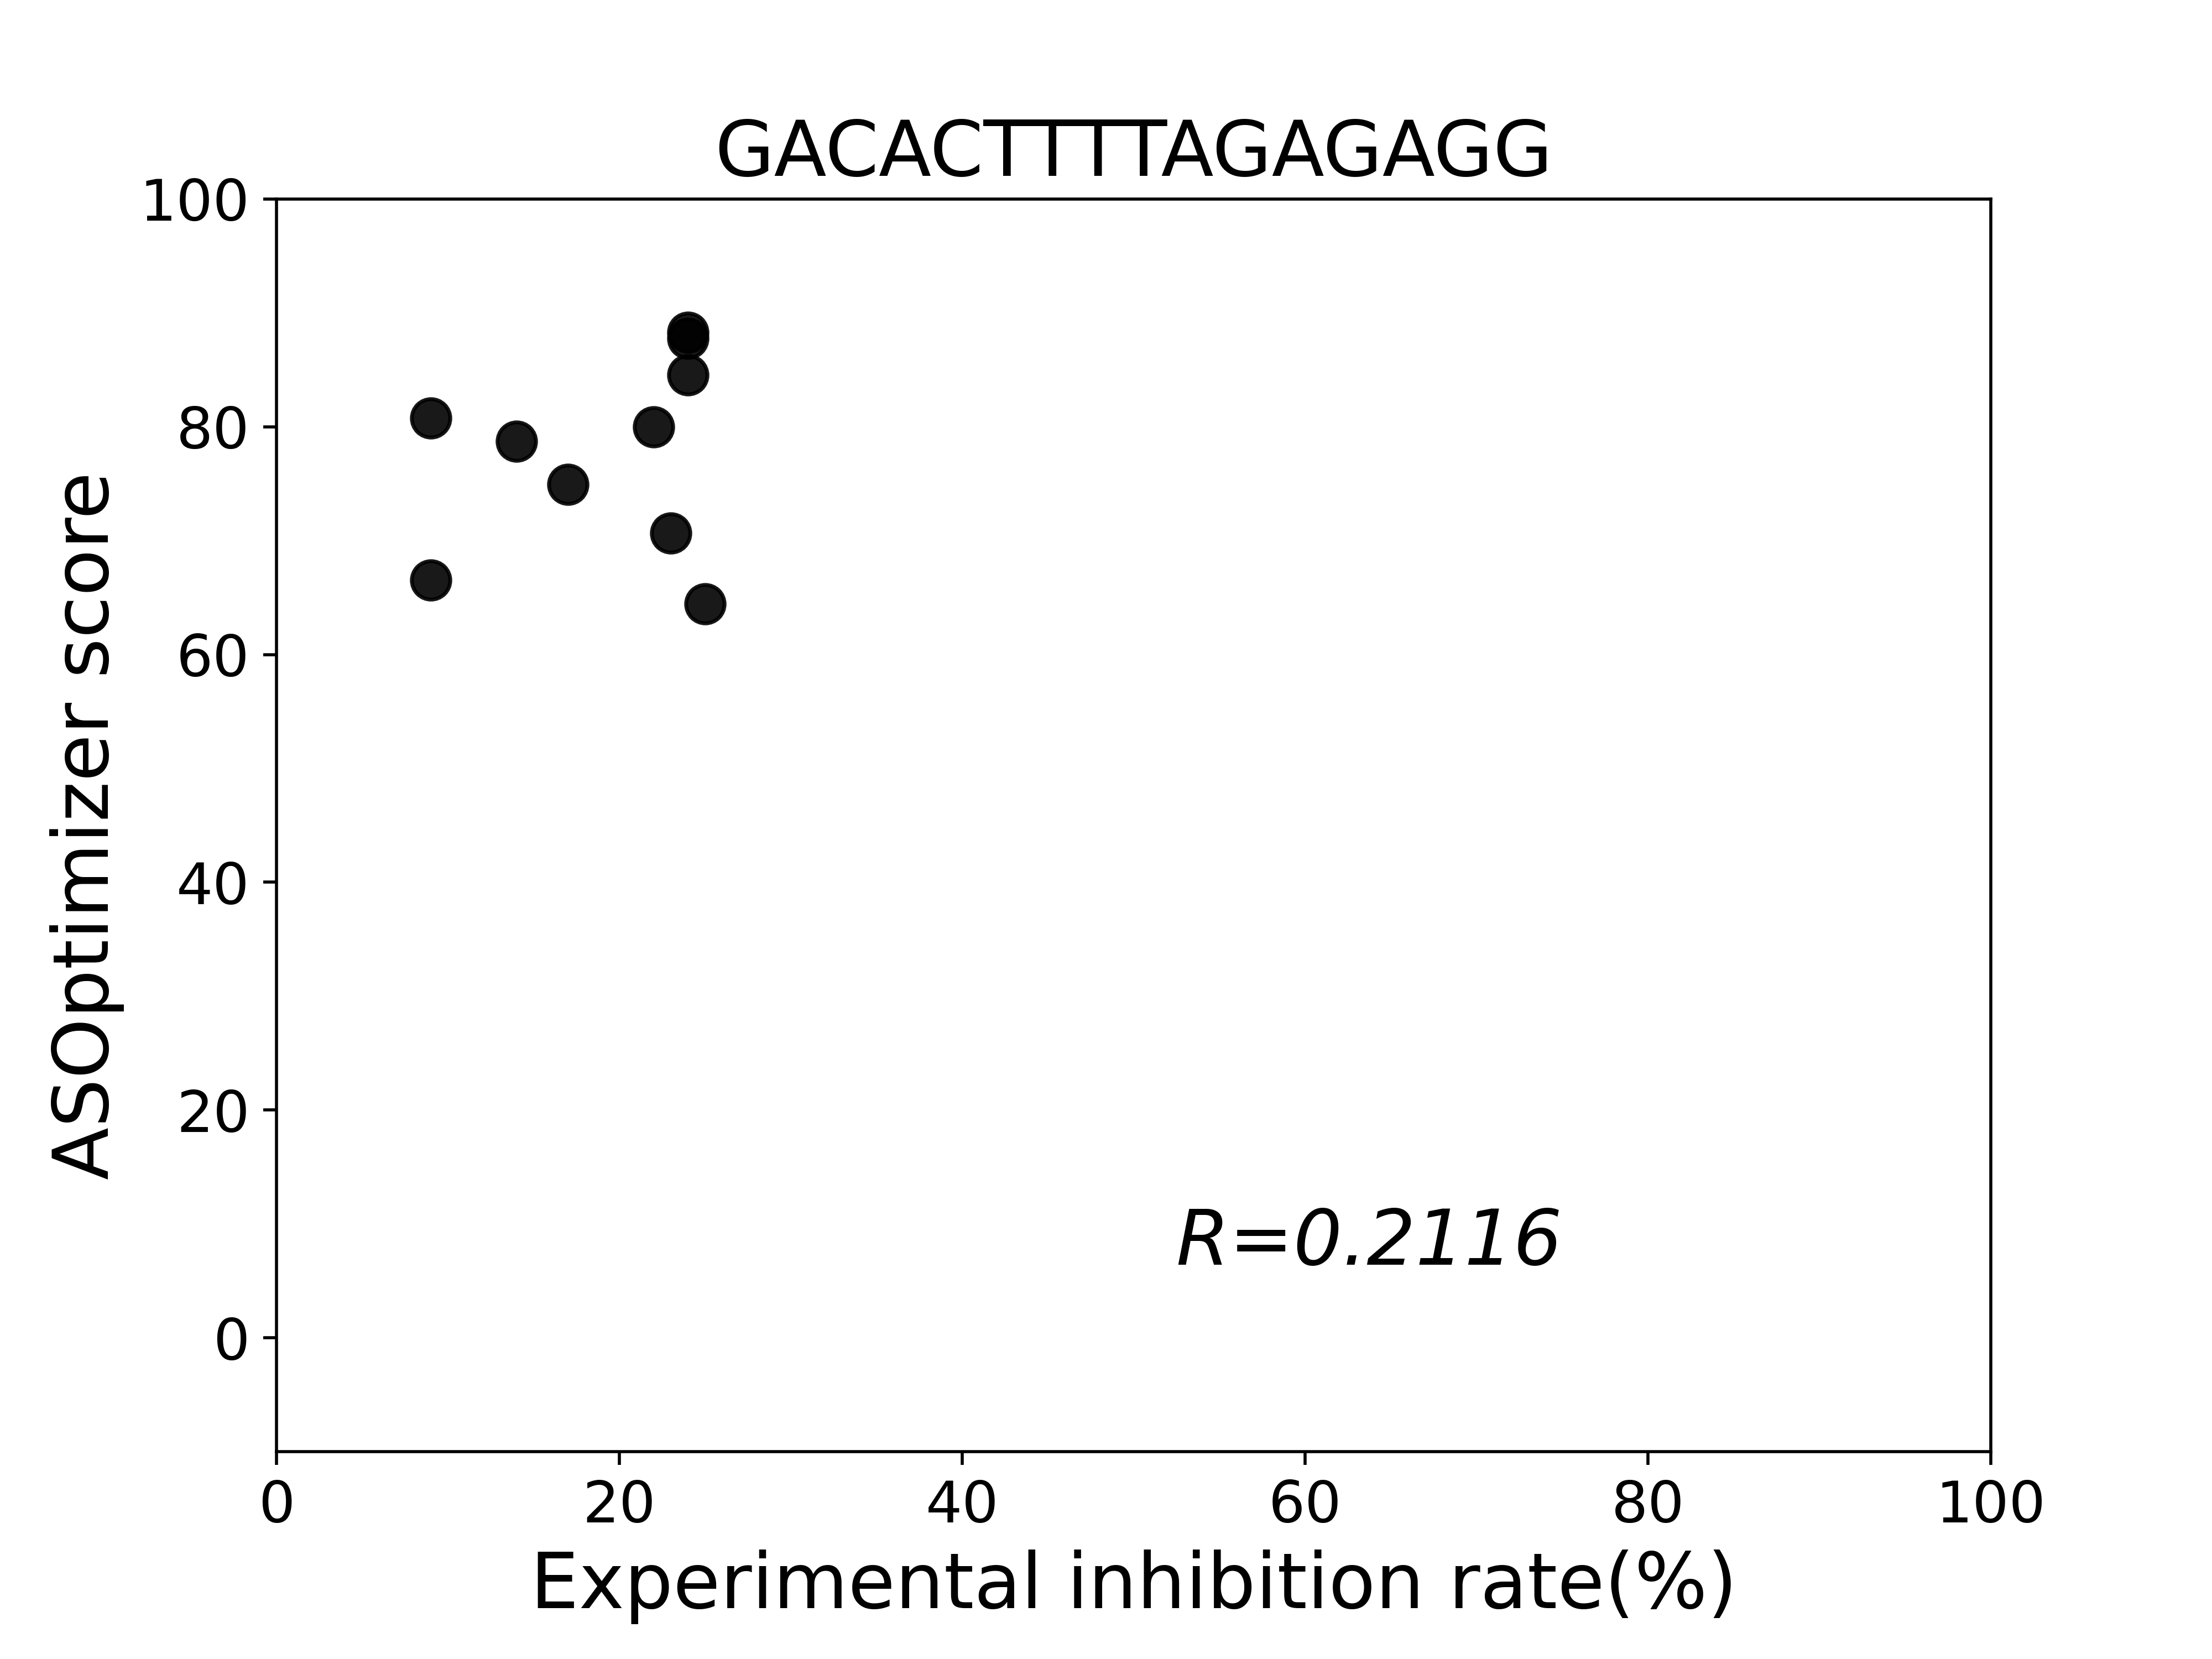 GACACTTTTAGAGAGG
100
80
60
40
20
0
ASOptimizer score
R=0.2116
0 20 40 60 80 100
Experimental inhibition rate(%)